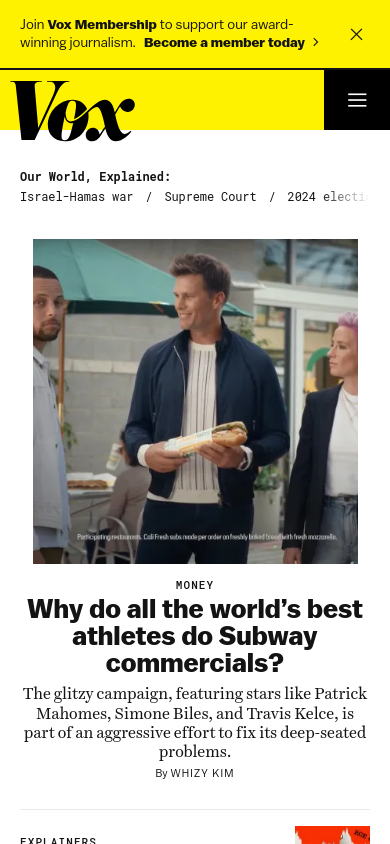 Join Vox Membership to support our award-
winning journalism. Become a member today
Vox
Our World, Explained:
Israel-Hamas war / Supreme Court / 2024 electi
Participating restaurants. Cali Fresh subs made per order on freshly baked bread with fresh mozzarella.
MONEY
Why do all the world’s best
athletes do Subway
commercials?
The glitzy campaign, featuring stars like Patrick
Mahomes, Simone Biles, and Travis Kelce, is
part of an aggressive effort to fix its deep-seated
problems.
By WHIZY KIM
EXPLAINERS